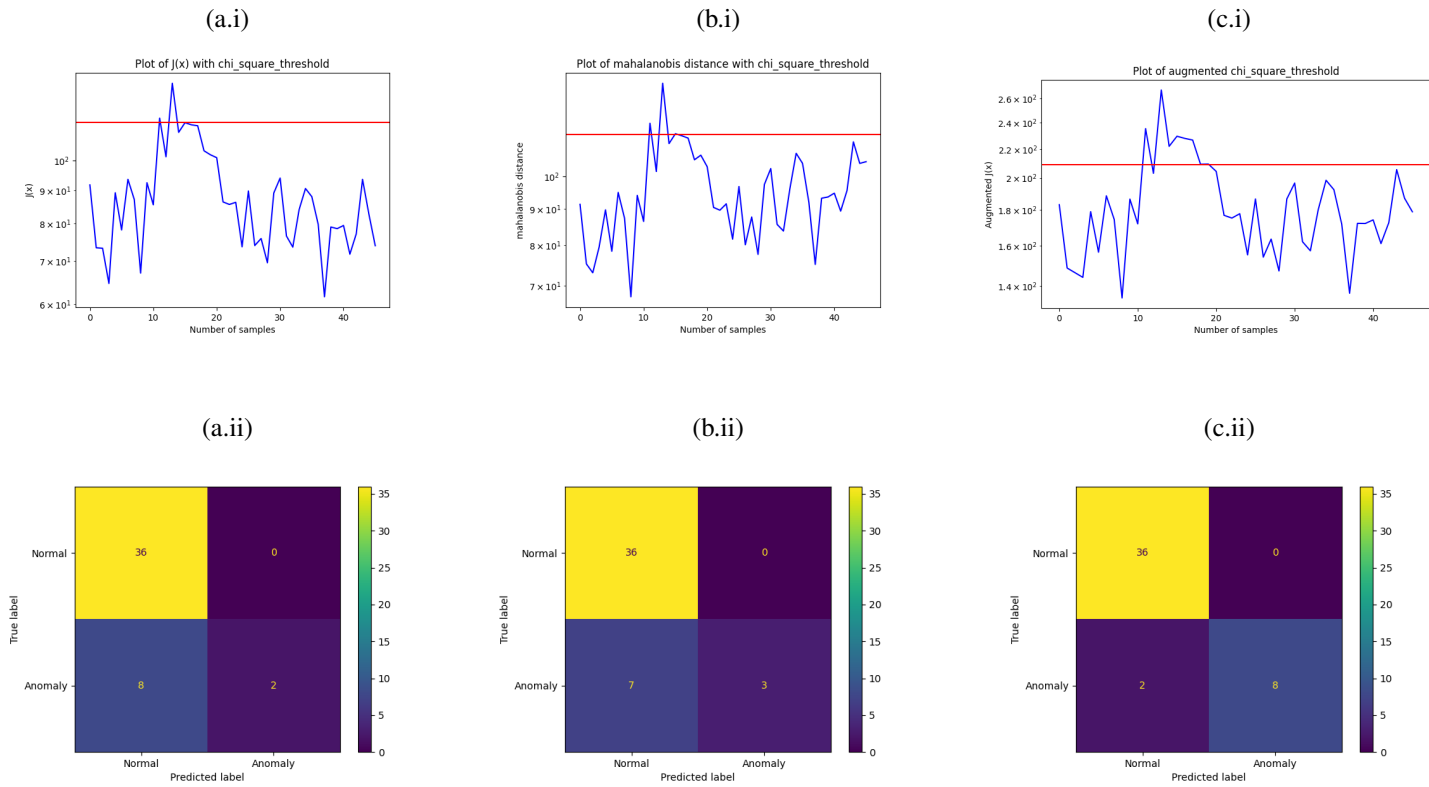 (a.i)
(b.i)
(c.i)
Plot of J(x) with chi_square_threshold
10²
9 × 10¹
8 × 10¹
7 × 10¹
6 × 10¹
J(x)
0 10 20 30 40
Number of samples
Plot of mahalanobis distance with chi_square_threshold
10²
9 × 10¹
8 × 10¹
7 × 10¹
mahalanobis distance
0 10 20 30 40
Number of samples
Plot of augmented chi_square_threshold
2.6 × 10²
2.4 × 10²
2.2 × 10²
2 × 10²
1.8 × 10²
1.6 × 10²
1.4 × 10²
Augmented J(x)
0 10 20 30 40
Number of samples
(a.ii)
(b.ii)
(c.ii)
True label
Normal
36 0
Anomaly
8 2
Normal Anomaly
Predicted label
35
30
25
20
15
10
5
0
True label
Normal
36 0
Anomaly
7 3
Normal Anomaly
Predicted label
35
30
25
20
15
10
5
0
True label
Normal
36 0
Anomaly
2 8
Normal Anomaly
Predicted label
35
30
25
20
15
10
5
0